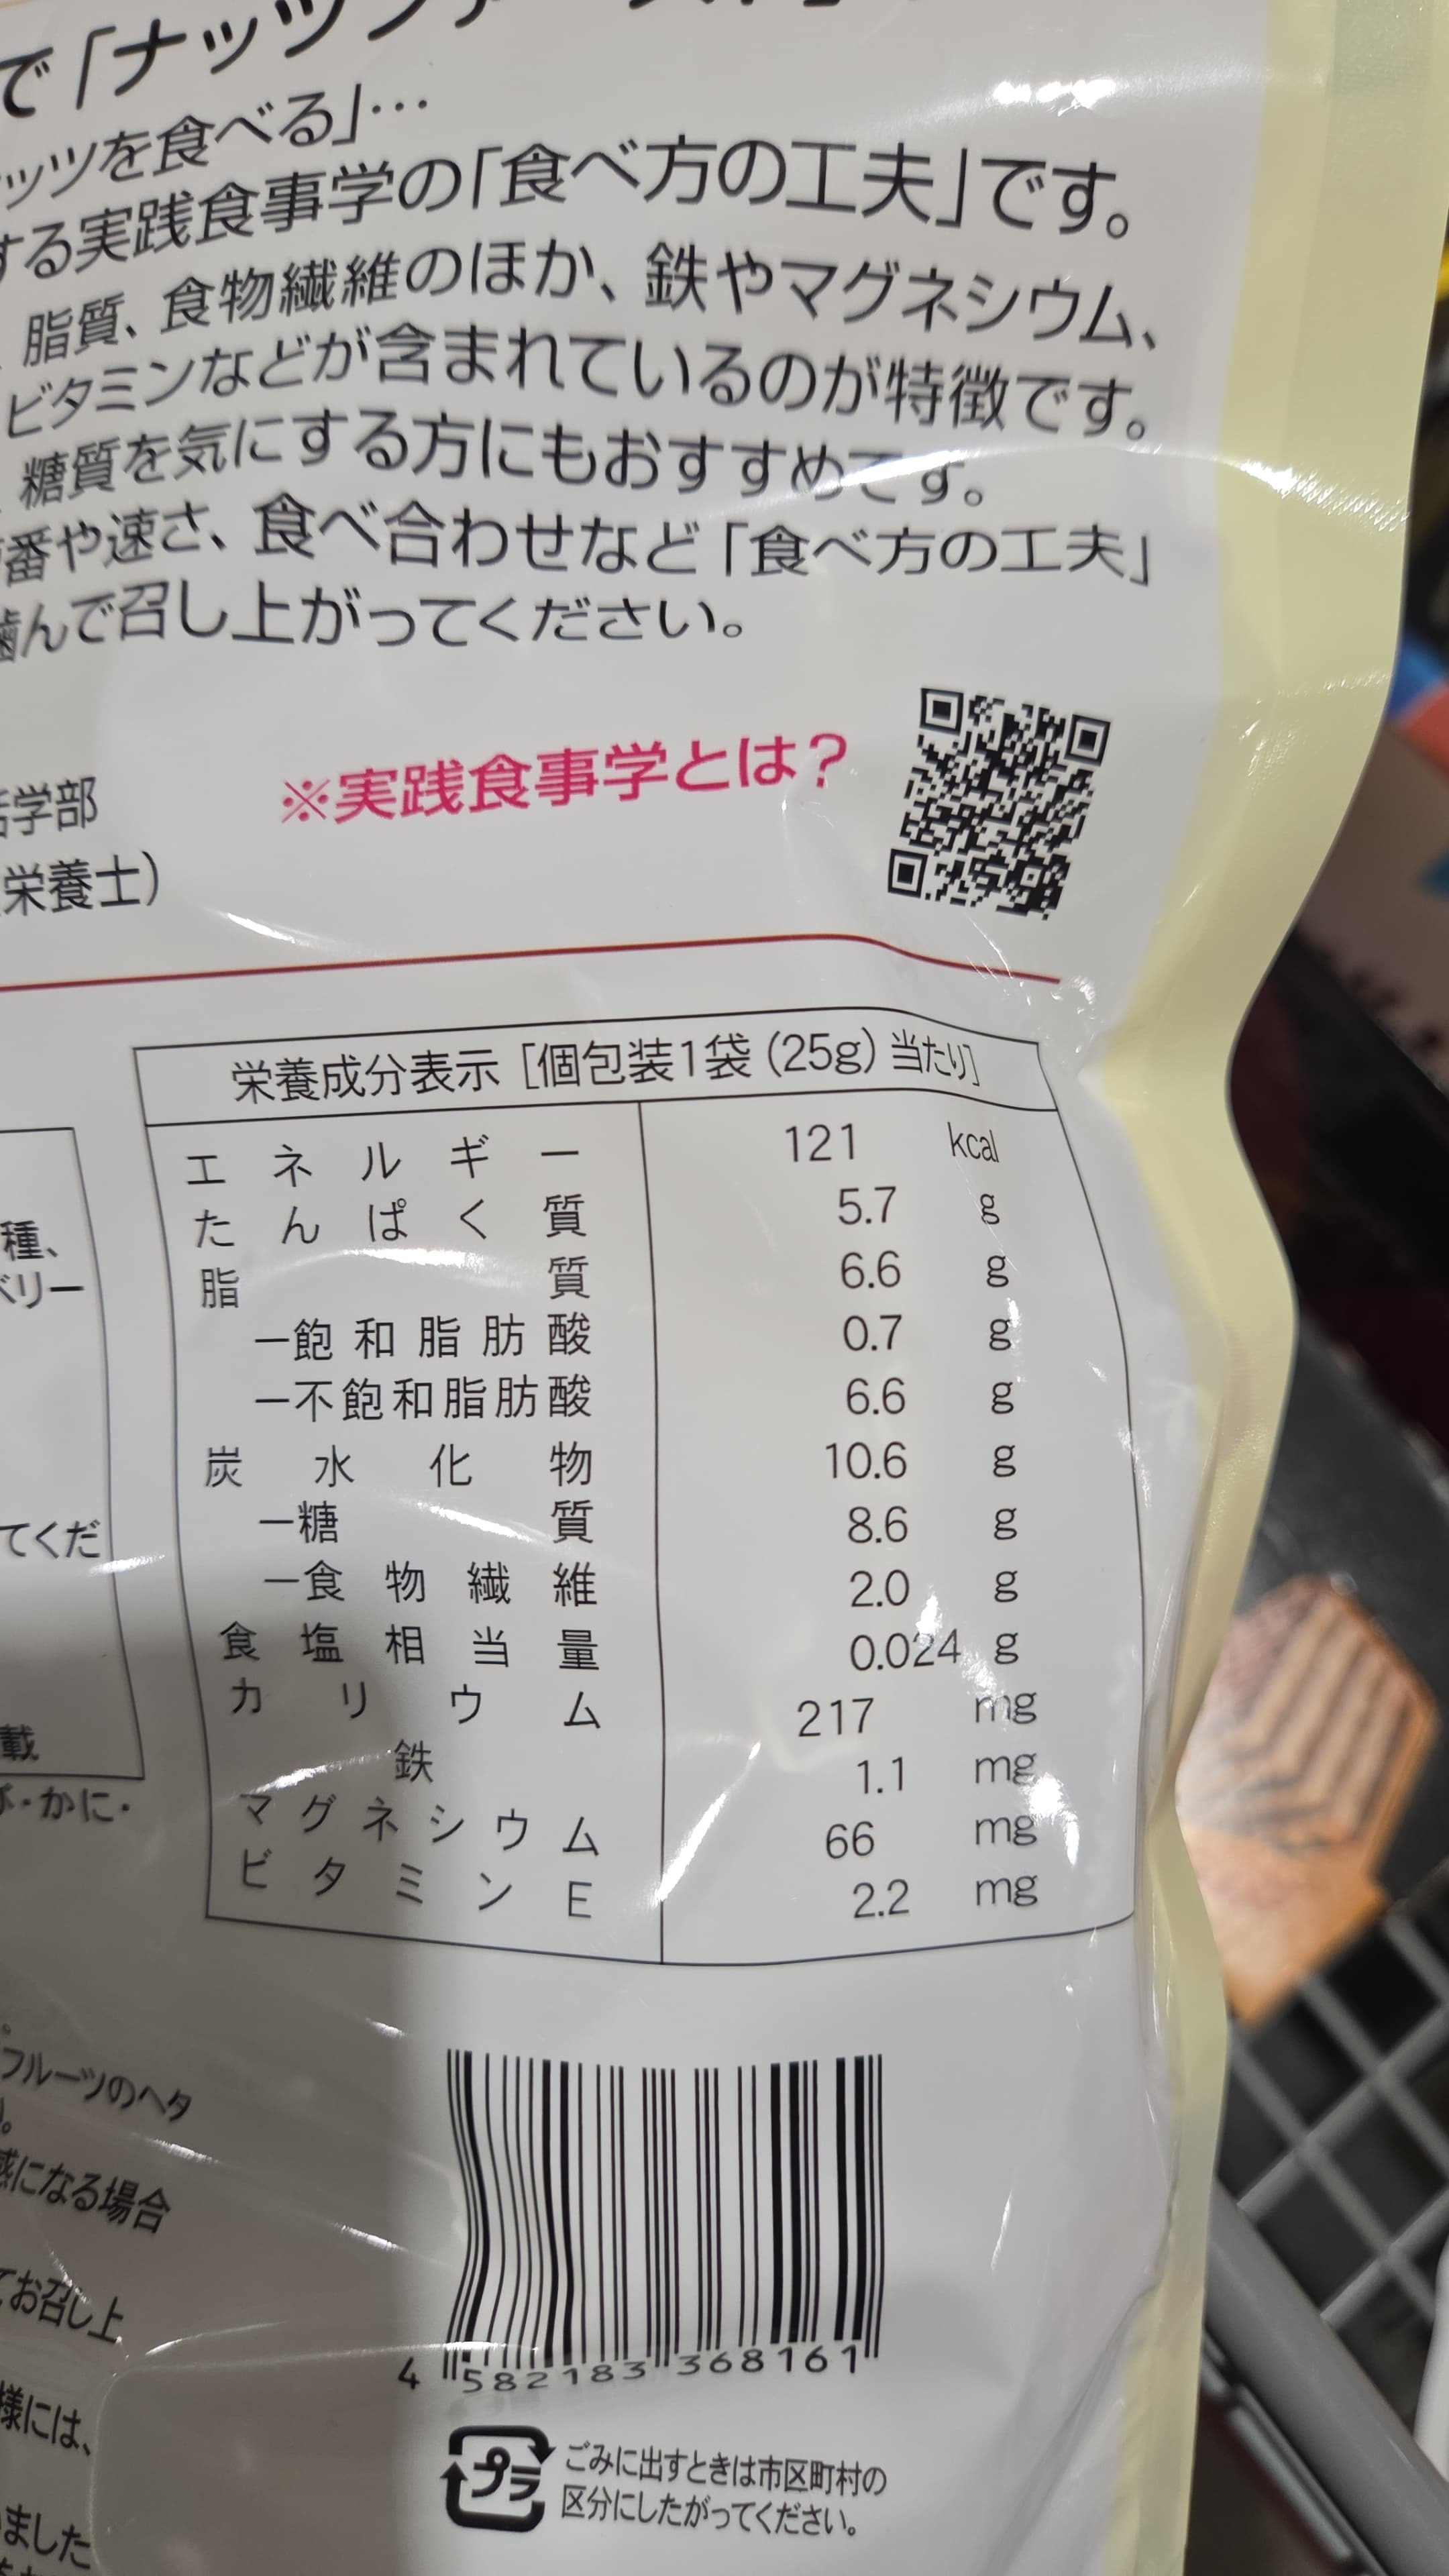 で「ナッツファースト
ナッツを食べる」…
する実践食事学の「食べ方の工夫」です。
脂質、食物繊維のほか、鉄やマグネシウム、
ビタミンなどが含まれているのが特徴です。
糖質を気にする方にもおすすめです。
番や速さ、食べ合わせなど「食べ方の工夫」
噛んで召し上がってください。
※実践食事学とは？
活学部
栄養士）
栄養成分表示［個包装1袋（25g）当たり］
エネルギー 121 kcal
たんぱく質 5.7 g
脂質 6.6 g
－飽和脂肪酸 0.7 g
－不飽和脂肪酸 6.6 g
炭水化物 10.6 g
－糖質 8.6 g
－食物繊維 2.0 g
食塩相当量 0.024 g
カリウム 217 mg
鉄 1.1 mg
マグネシウム 66 mg
ビタミンE 2.2 mg
種、
ベリー
てくだ
載
・かに・
フルーツのヘタ
感になる場合
てお召し上
様には、
ました
4 582183 368161
プラ
ごみに出すときは市区町村の
区分にしたがってください。